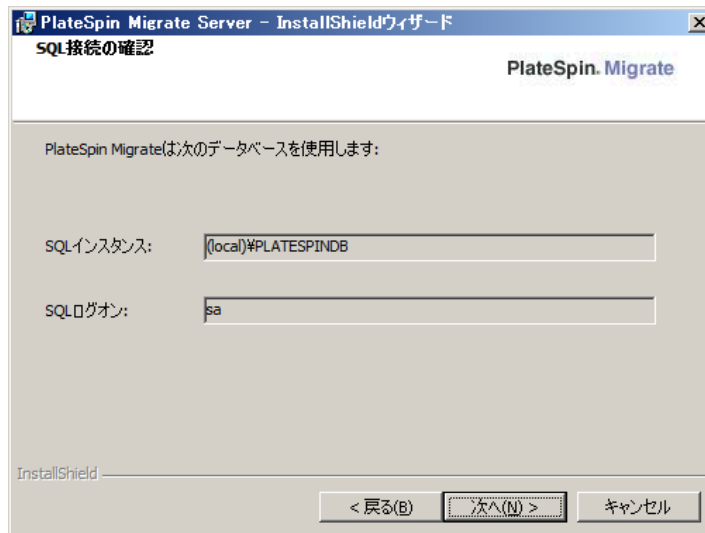 PlateSpin Migrate Server - InstallShieldウィザード
SQL接続の確認
PlateSpin® Migrate
PlateSpin Migrateは次のデータベースを使用します:
SQLインスタンス: (local)¥PLATESPINDB
SQLログオン: sa
InstallShield
< 戻る(B) 次へ(N) > キャンセル